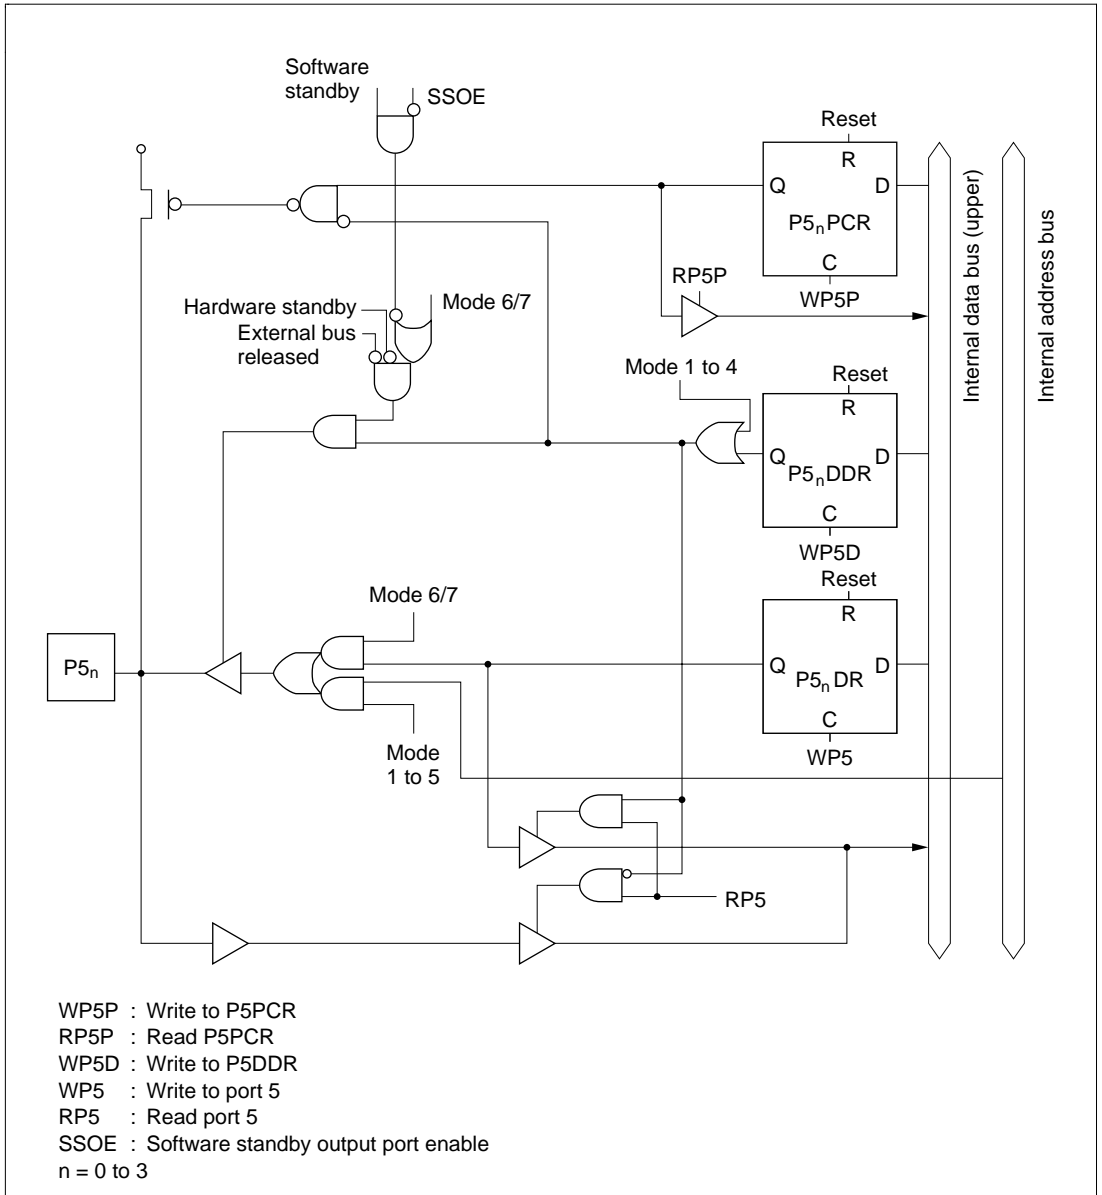 Software
standby
SSOE
Reset
R
Q
D
P5nPCR
C
WP5P
RP5P
Internal data bus (upper)
Internal address bus
Hardware standby
Mode 6/7
External bus
released
Mode 1 to 4
Reset
R
Q
D
P5nDDR
C
WP5D
Reset
Mode 6/7
R
P5n
Q
D
P5n DR
C
Mode
1 to 5
WP5
RP5
WP5P : Write to P5PCR
RP5P : Read P5PCR
WP5D : Write to P5DDR
WP5 : Write to port 5
RP5 : Read port 5
SSOE : Software standby output port enable
n = 0 to 3